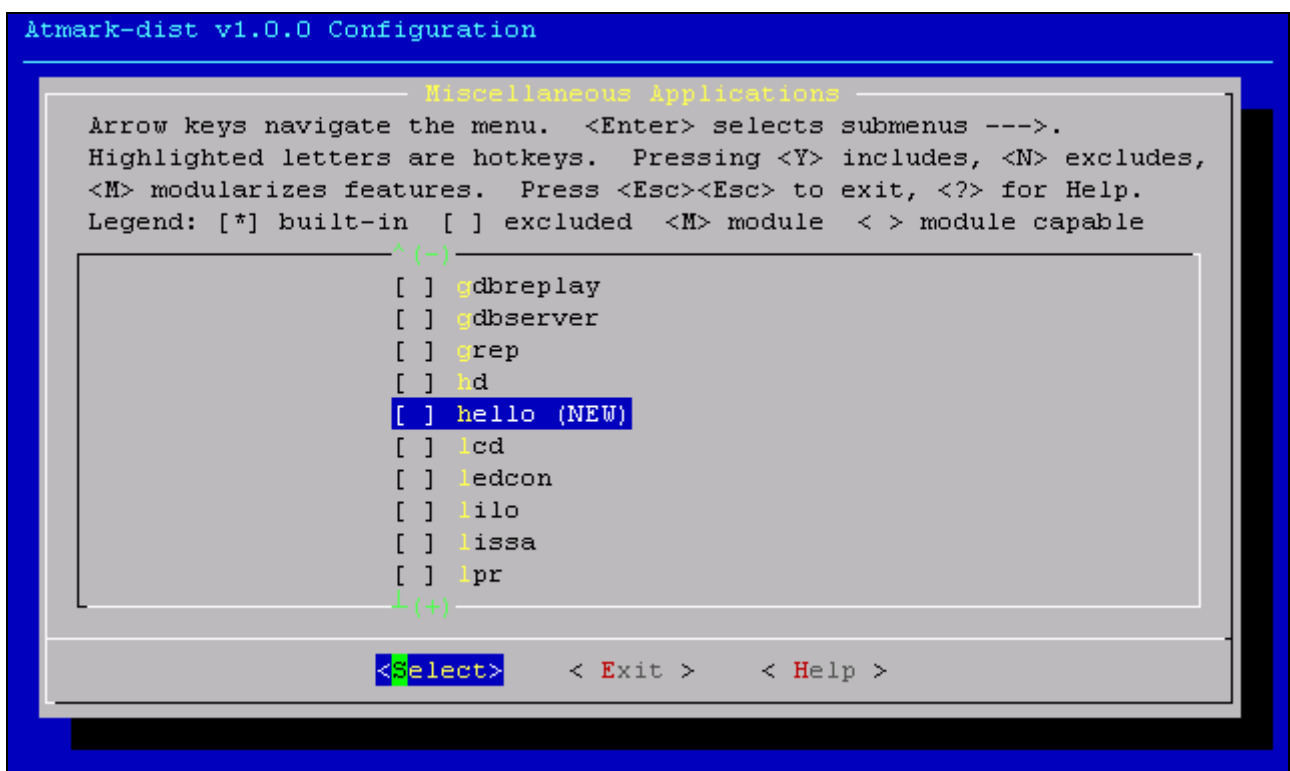 Atmark-dist v1.0.0 Configuration
Miscellaneous Applications
Arrow keys navigate the menu.  <Enter> selects submenus --->.
Highlighted letters are hotkeys.  Pressing <Y> includes, <N> excludes,
<M> modularizes features.  Press <Esc><Esc> to exit, <?> for Help.
Legend: [*] built-in  [ ] excluded  <M> module  < > module capable
^(-)
[ ] gdbreplay
[ ] gdbserver
[ ] grep
[ ] hd
[ ] hello (NEW)
[ ] lcd
[ ] ledcon
[ ] lilo
[ ] lissa
[ ] lpr
┴(+)
<Select>    < Exit >    < Help >